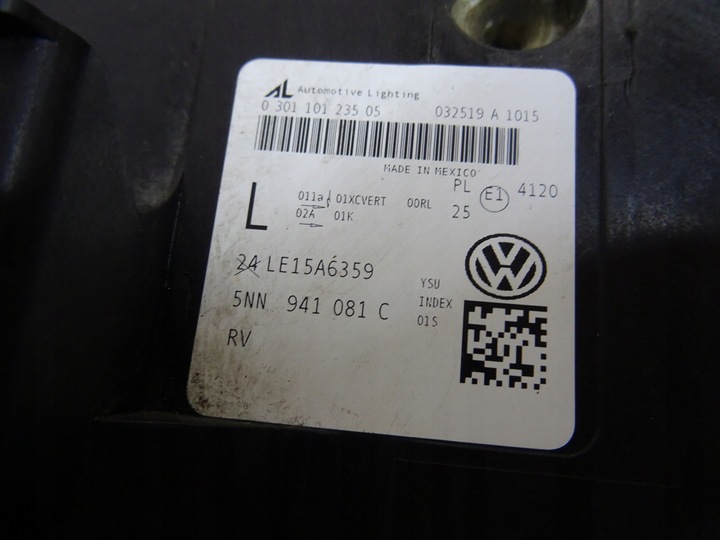 AL Automotive Lighting
0 301 101 235 05 032519 A 1015
MADE IN MEXICO
L 011a 01XCVERT 00RL PL E1 4120
02A 01K 25
24 LE15A6359
5NN 941 081 C YSU
INDEX
01S
RV